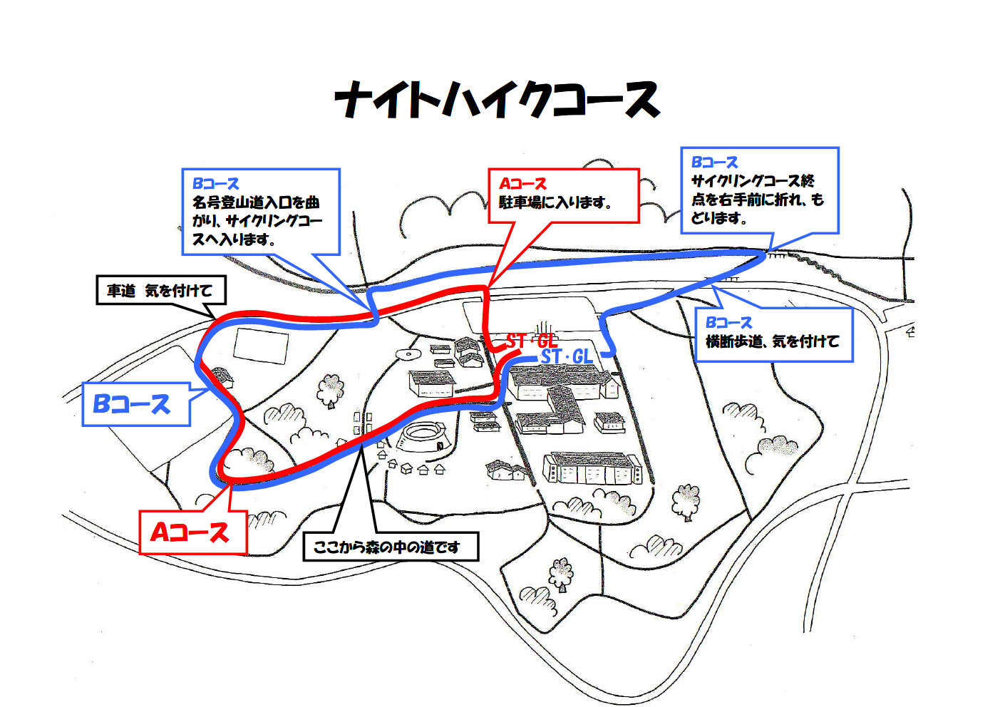 ナイトハイクコース
Bコース
サイクリングコース終
点を右手前に折れ、も
どります。
Bコース
名号登山道入口を曲
がり、サイクリングコー
スへ入ります。
Aコース
駐車場に入ります。
車道　気を付けて
Bコース
横断歩道、気を付けて
ST・GL
ST・GL
Bコース
Aコース
ここから森の中の道です